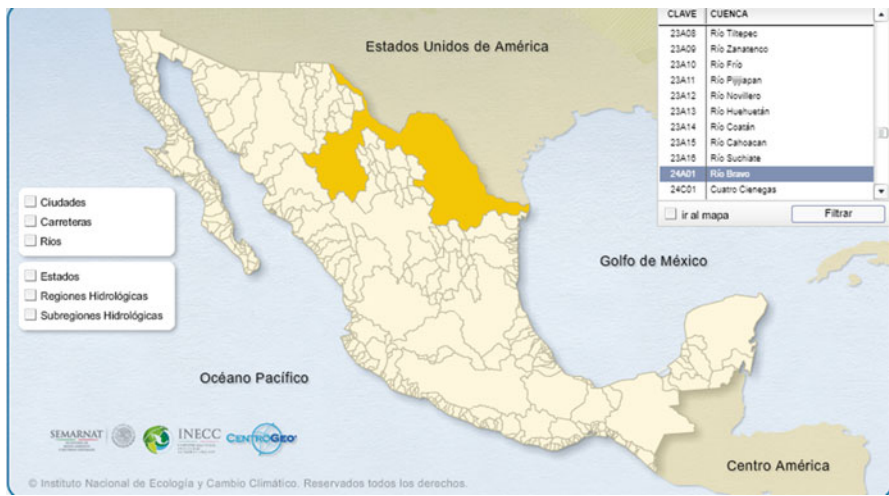 Estados Unidos de América
CLAVE CUENCA
23A08 Río Tiltepec
23A09 Río Zanatenco
23A10 Río Frío
23A11 Río Pijijiapan
23A12 Río Novillero
23A13 Río Huehuetán
23A14 Río Coatán
23A15 Río Cahoacan
23A16 Río Suchiate
24A01 Río Bravo
24C01 Cuatro Cienegas
ir al mapa Filtrar
Ciudades
Carreteras
Ríos
Estados
Regiones Hidrológicas
Subregiones Hidrológicas
Golfo de México
Océano Pacífico
SEMARNAT
INECC
CENTROGEO
Centro América
© Instituto Nacional de Ecología y Cambio Climático. Reservados todos los derechos.